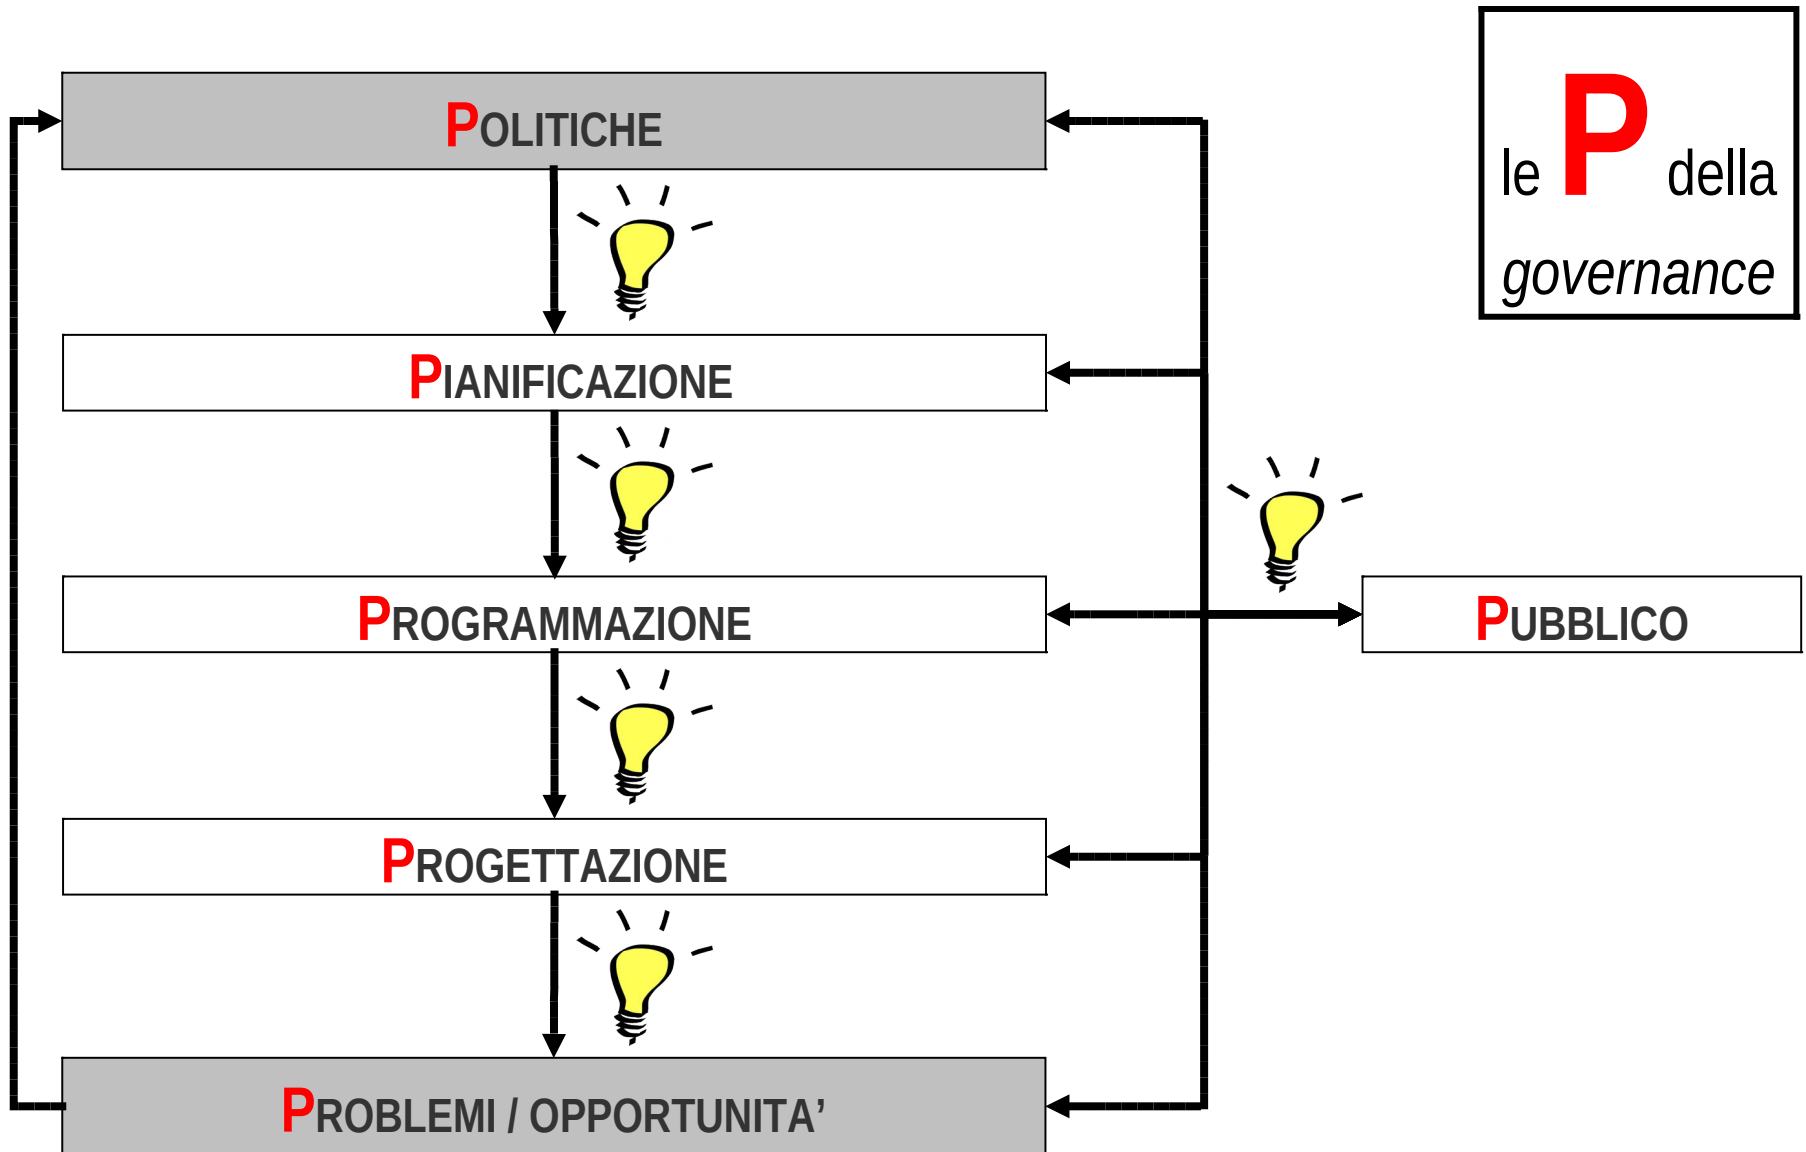 le P della
governance
POLITICHE
PIANIFICAZIONE
PROGRAMMAZIONE
PUBBLICO
PROGETTAZIONE
PROBLEMI / OPPORTUNITA’